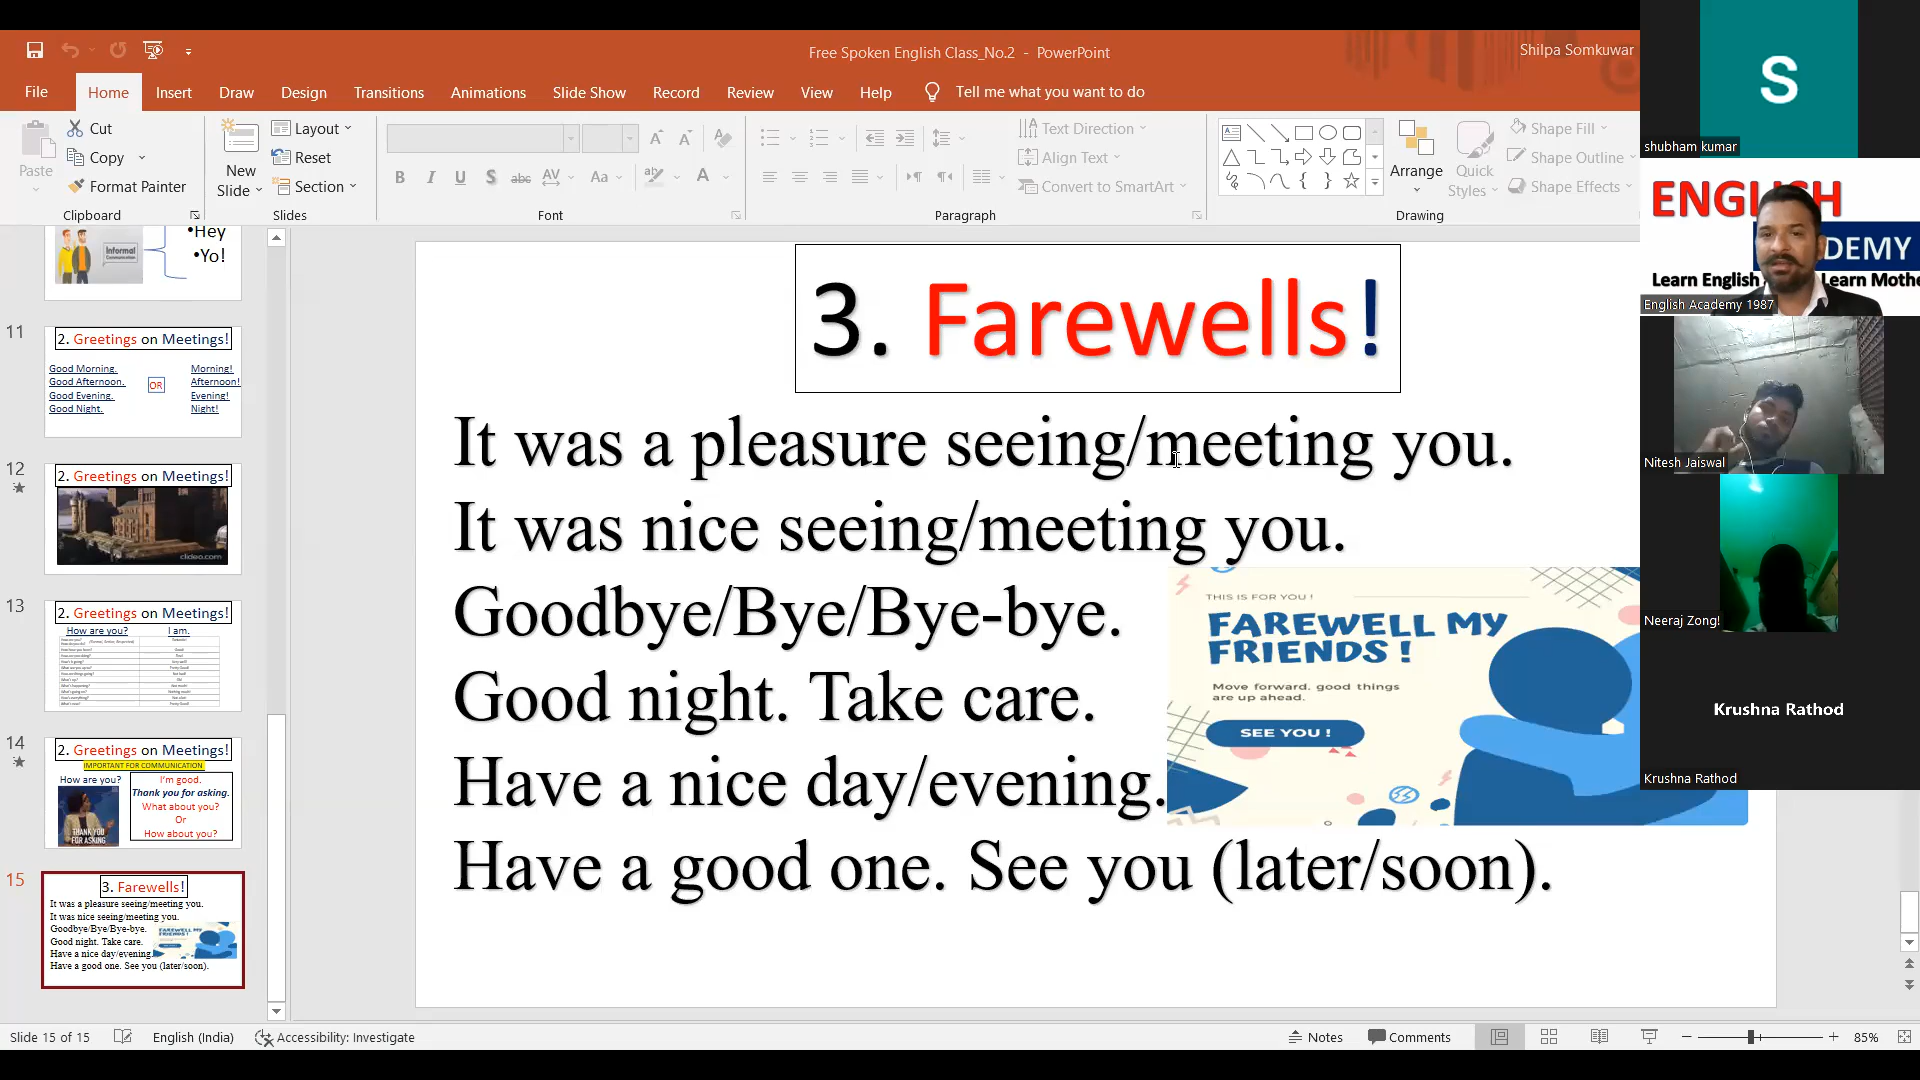 Free Spoken English Class_No.2 - PowerPoint
Shilpa Somkuwar
File Home Insert Draw Design Transitions Animations Slide Show Record Review View Help Tell me what you want to do
Paste
Cut
Copy
Format Painter
Clipboard
New Slide
Layout
Reset
Section
Slides
Font
Text Direction
Align Text
Convert to SmartArt
Paragraph
Arrange
Quick Styles
Shape Fill
Shape Outline
Shape Effects
Drawing
Informal
•Hey
•Yo!
11
2. Greetings on Meetings!
Good Morning.
Good Afternoon.
Good Evening.
Good Night.
OR
Morning!
Afternoon!
Evening!
Night!
12
2. Greetings on Meetings!
clideo.com
13
2. Greetings on Meetings!
How are you? I am.
14
2. Greetings on Meetings!
IMPORTANT FOR COMMUNICATION
How are you?
THANK YOU
FOR ASKING
I'm good.
Thank you for asking.
What about you?
Or
How about you?
15
3. Farewells!
It was a pleasure seeing/meeting you.
It was nice seeing/meeting you.
Goodbye/Bye/Bye-bye.
Good night. Take care.
Have a nice day/evening.
Have a good one. See you (later/soon).
FAREWELL MY
3. Farewells!
It was a pleasure seeing/meeting you.
It was nice seeing/meeting you.
Goodbye/Bye/Bye-bye.
Good night. Take care.
Have a nice day/evening.
Have a good one. See you (later/soon).
THIS IS FOR YOU !
FAREWELL MY
FRIENDS !
Move forward. good things
are up ahead.
SEE YOU !
S
shubham kumar
ENGLISH
DEMY
Learn English
Learn Mothe
English Academy 1987
Nitesh Jaiswal
Neeraj Zong!
Krushna Rathod
Krushna Rathod
Slide 15 of 15
English (India)
Accessibility: Investigate
Notes
Comments
85%